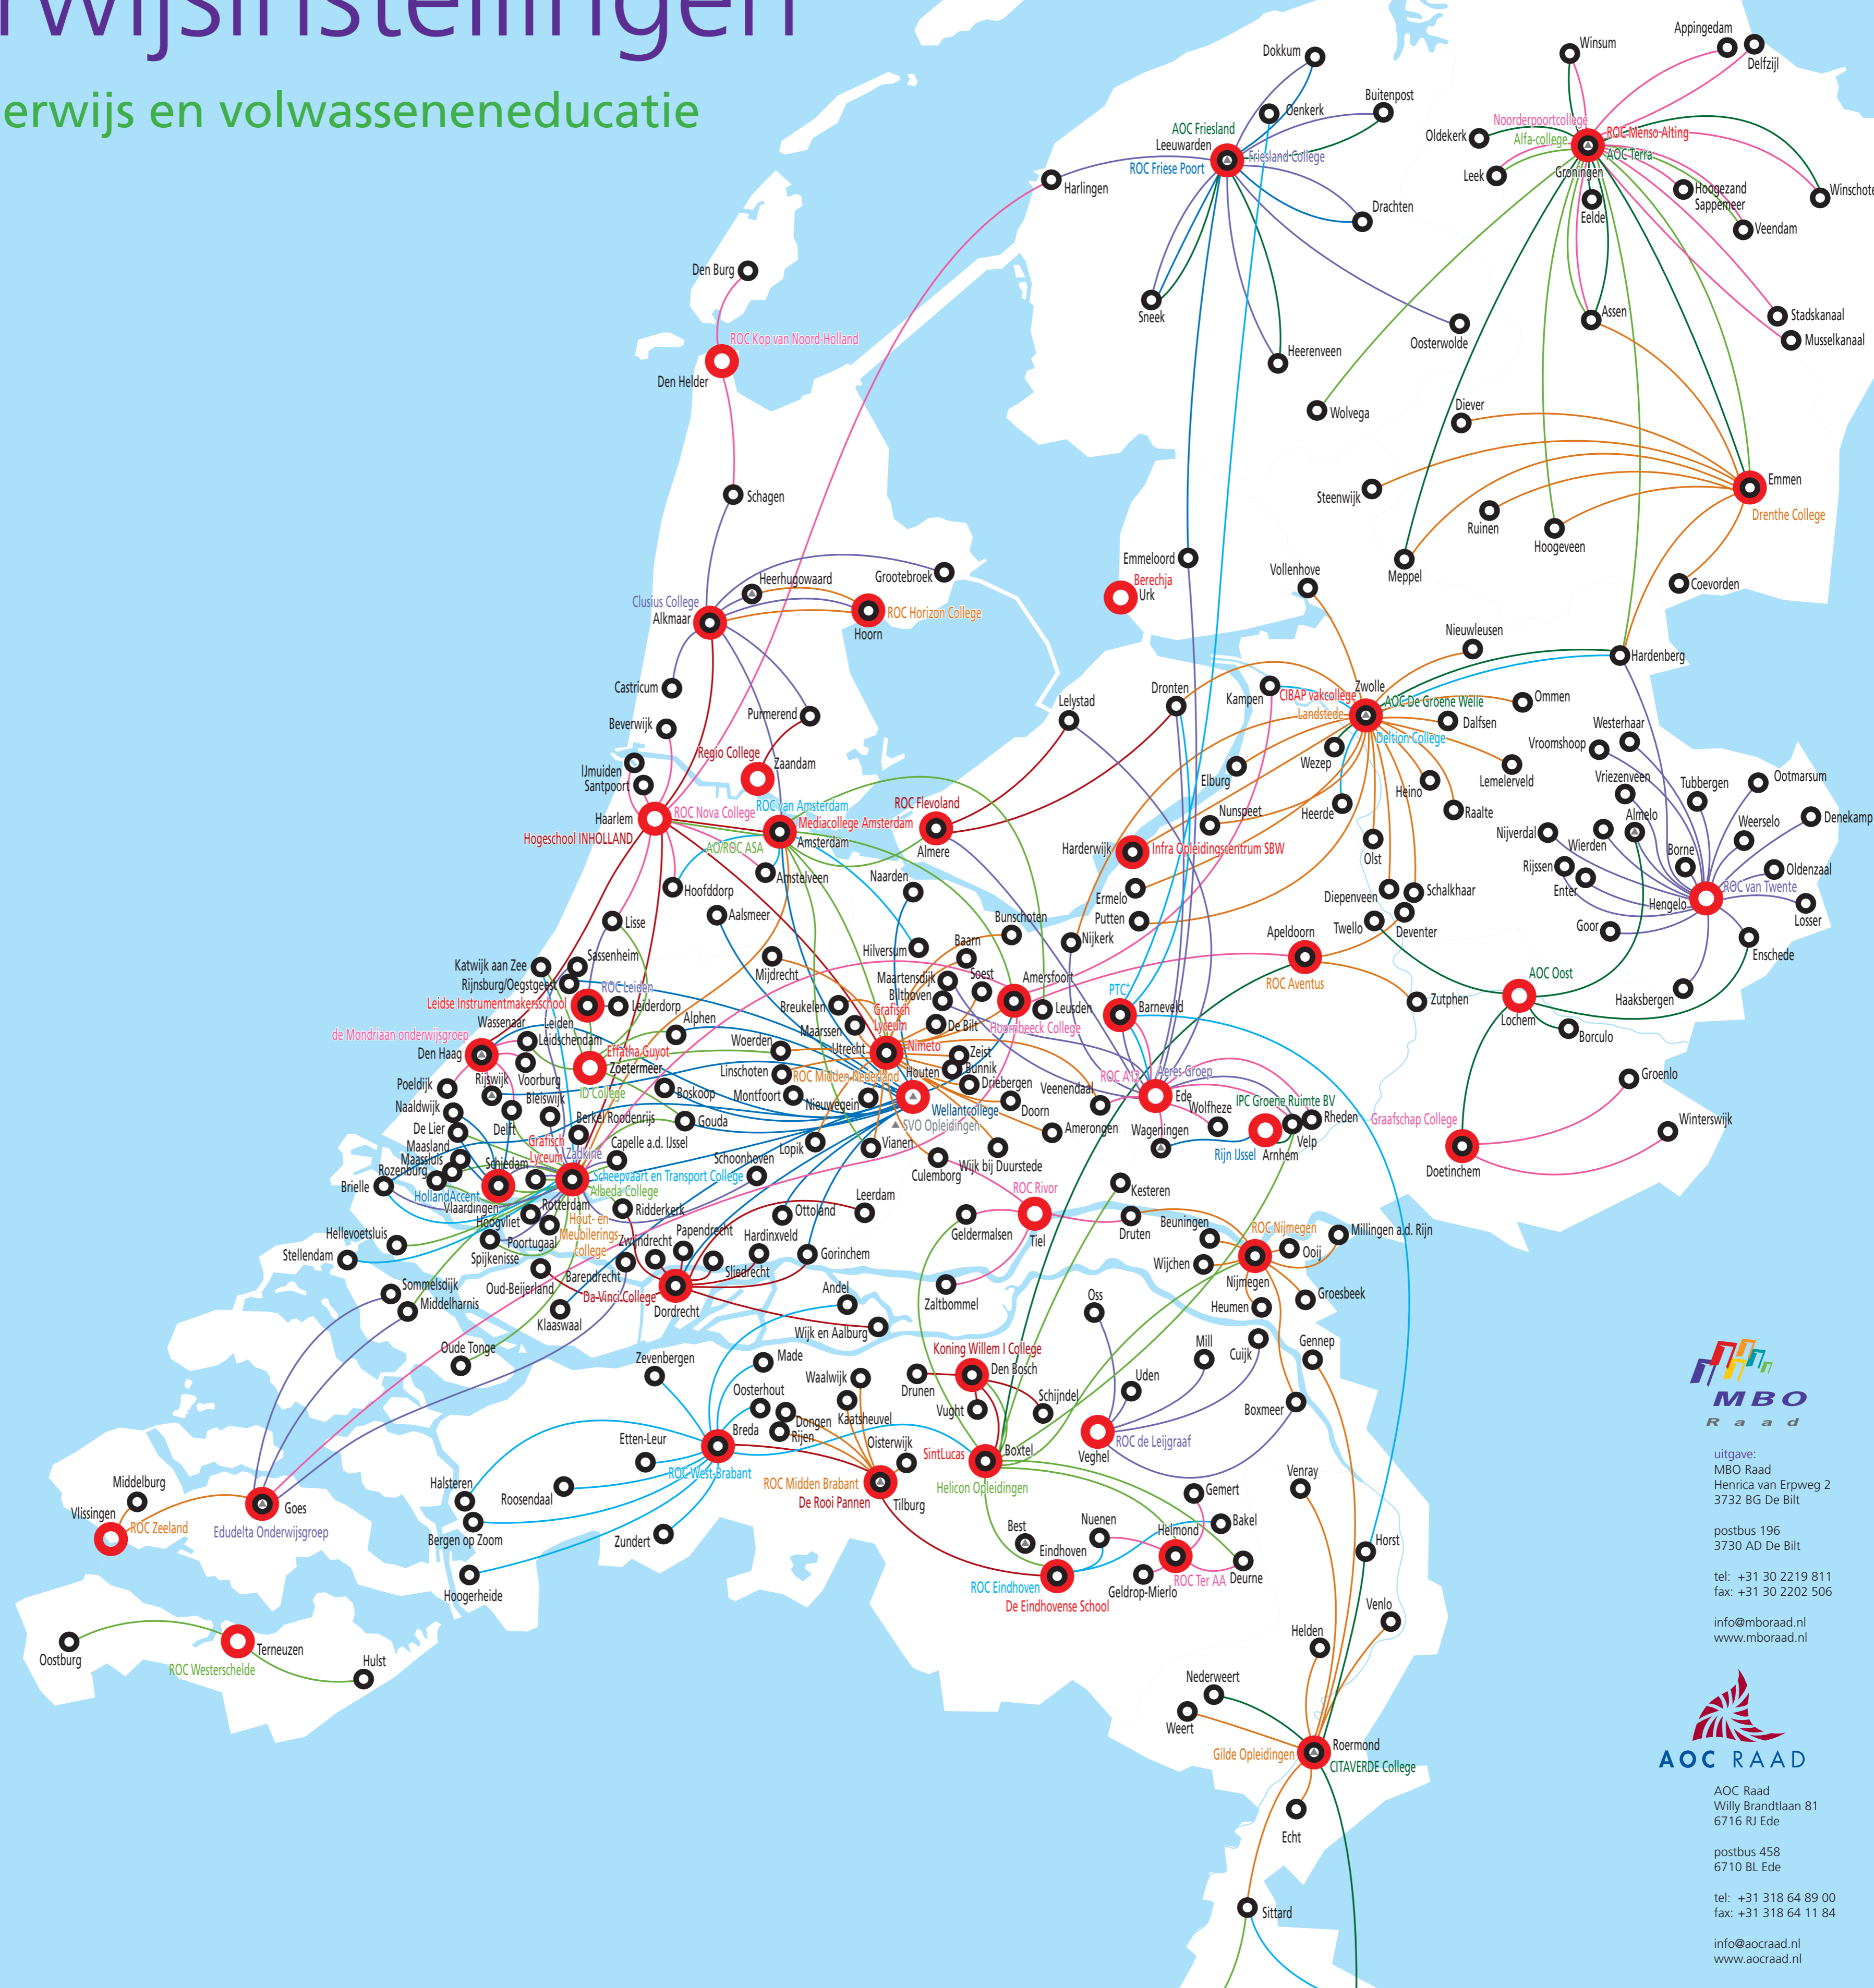 rwijsinstellingen
erwijs en volwasseneneducatie
Appingedam
Delfzijl
Winsum
Dokkum
Oenkerk
Buitenpost
Noorderpoortcollege
ROC Menso Alting
Oldekerk
Alfa-college
AOC Terra
AOC Friesland
Leeuwarden
Friesland College
ROC Friese Poort
Groningen
Leek
Hoogezand
Sappemeer
Eelde
Harlingen
Drachten
Veendam
Den Burg
Sneek
Assen
Stadskanaal
Musselkanaal
Oosterwolde
Heerenveen
ROC Kop van Noord-Holland
Den Helder
Wolvega
Diever
Emmen
Drenthe College
Schagen
Steenwijk
Ruinen
Hoogeveen
Meppel
Coevorden
Emmeloord
Vollenhove
Berechja
Urk
Heerhugowaard
Grootebroek
Clusius College
Alkmaar
ROC Horizon College
Hoorn
Nieuwleusen
Hardenberg
Castricum
Purmerend
Beverwijk
Lelystad
Dronten
Kampen
Zwolle
CIBAP vakcollege
AOC De Groene Welle
Landstede
Deltion College
Ommen
Dalfsen
Lemelerveld
Wezep
Elburg
Heerde
Heino
Raalte
Nunspeet
Olst
Westerhaar
Vroomshoop
Vriezenveen
Tubbergen
Ootmarsum
Almelo
Denekamp
Weerselo
Nijverdal
Wierden
Borne
Rijssen
Enter
Oldenzaal
ROC van Twente
Hengelo
Losser
Goor
Enschede
Haaksbergen
Regio College
Zaandam
IJmuiden
Santpoort
Haarlem
ROC Nova College
ROC van Amsterdam
Mediacollege Amsterdam
Amsterdam
Hogeschool INHOLLAND
AO/ROC ASA
ROC Flevoland
Almere
Harderwijk
Infra Opleidingscentrum SBW
Hoofddorp
Amstelveen
Naarden
Aalsmeer
Lisse
Ermelo
Putten
Nijkerk
Diepenveen
Schalkhaar
Twello
Deventer
Apeldoorn
ROC Aventus
Zutphen
AOC Oost
Lochem
Borculo
Bunschoten
Hilversum
Baarn
Mijdrecht
Maartensdijk
Soest
Amersfoort
Bilthoven
Leusden
Hoornbeeck College
De Bilt
PTC+
Barneveld
Katwijk aan Zee
Sassenheim
Rijnsburg/Oegstgeest
ROC Leiden
Leidse Instrumentmakersschool
Leiderdorp
Leiden
Leidschendam
Wassenaar
de Mondriaan onderwijsgroep
Den Haag
Alphen
Breukelen
Maarssen
Woerden
Grafisch
Lyceum
Utrecht
Nimeto
Zeist
Houten
Bunnik
Driebergen
Linschoten
ROC Midden Nederland
Effatha Guyot
Zoetermeer
ID College
Voorburg
Rijswijk
Poeldijk
Naaldwijk
De Lier
Maasland
Maassluis
Rozenburg
Delft
Bleiswijk
Boskoop
Montfoort
Nieuwegein
Wellantcollege
SVO Opleidingen
Doorn
Veenendaal
ROC A12
Aeres Groep
Ede
Wolfheze
IPC Groene Ruimte BV
Rheden
Velp
Wageningen
Rijn IJssel
Arnhem
Graafschap College
Doetinchem
Groenlo
Winterswijk
Berkel Roodenrijs
Gouda
Lopik
Vianen
Amerongen
Culemborg
Wijk bij Duurstede
Grafisch
Lyceum
Zadkine
Capelle a.d. IJssel
Schiedam
Schoonhoven
Scheepvaart en Transport College
Albeda College
HollandAccent
Vlaardingen
Brielle
Rotterdam
Hoogvliet
Hout- en
Meubilerings-
college
Ridderkerk
Poortugaal
Spijkenisse
Hellevoetsluis
Stellendam
Leerdam
Ottoland
Papendrecht
Hardinxveld
Zwijndrecht
Gorinchem
Sliedrecht
Barendrecht
Oud-Beijerland
Da Vinci College
Dordrecht
Klaaswaal
Sommelsdijk
Middelharnis
Oude Tonge
ROC Rivor
Tiel
Geldermalsen
Zaltbommel
Kesteren
Druten
Beuningen
ROC Nijmegen
Millingen a.d. Rijn
Ooij
Wijchen
Nijmegen
Groesbeek
Heumen
Andel
Wijk en Aalburg
Oss
Mill
Cuijk
Gennep
Uden
Boxmeer
ROC de Leijgraaf
Veghel
Koning Willem I College
Den Bosch
Drunen
Vught
Schijndel
Zevenbergen
Made
Waalwijk
Oosterhout
Dongen
Kaatsheuvel
Rijen
Breda
Etten-Leur
ROC West-Brabant
Oisterwijk
ROC Midden Brabant
De Rooi Pannen
Tilburg
SintLucas
Boxtel
Helicon Opleidingen
Halsteren
Roosendaal
Bergen op Zoom
Zundert
Hoogerheide
Middelburg
Vlissingen
ROC Zeeland
Goes
Edudelta Onderwijsgroep
Oostburg
Terneuzen
ROC Westerschelde
Hulst
Best
Eindhoven
ROC Eindhoven
De Eindhovense School
Nuenen
Gemert
Helmond
Bakel
Geldrop-Mierlo
ROC Ter AA
Deurne
Venray
Horst
Venlo
Helden
Nederweert
Weert
Gilde Opleidingen
Roermond
CITAVERDE College
Echt
Sittard
MBO
Raad
uitgave:
MBO Raad
Henrica van Erpweg 2
3732 BG De Bilt
postbus 196
3730 AD De Bilt
tel: +31 30 2219 811
fax: +31 30 2202 506
info@mboraad.nl
www.mboraad.nl
AOC RAAD
AOC Raad
Willy Brandtlaan 81
6716 RJ Ede
postbus 458
6710 BL Ede
tel: +31 318 64 89 00
fax: +31 318 64 11 84
info@aocraad.nl
www.aocraad.nl